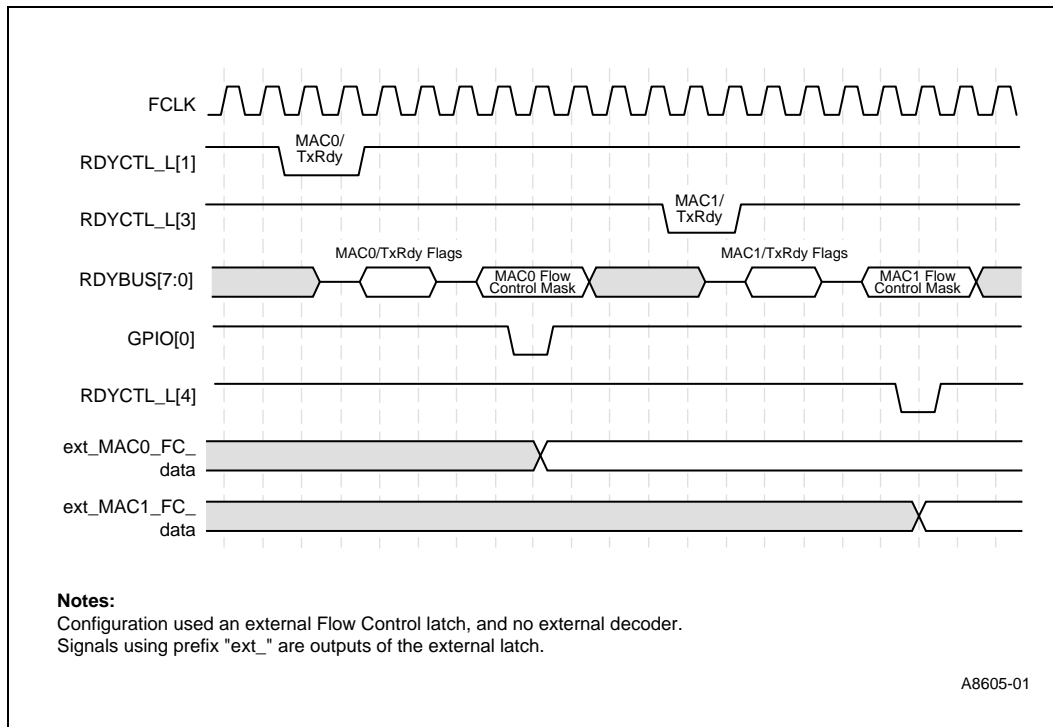 FCLK
RDYCTL_L[1]
MAC0/
TxRdy
RDYCTL_L[3]
MAC1/
TxRdy
MAC0/TxRdy Flags
MAC1/TxRdy Flags
RDYBUS[7:0]
MAC0 Flow
Control Mask
MAC1 Flow
Control Mask
GPIO[0]
RDYCTL_L[4]
ext_MAC0_FC_
data
ext_MAC1_FC_
data
Notes:
Configuration used an external Flow Control latch, and no external decoder.
Signals using prefix "ext_" are outputs of the external latch.
A8605-01